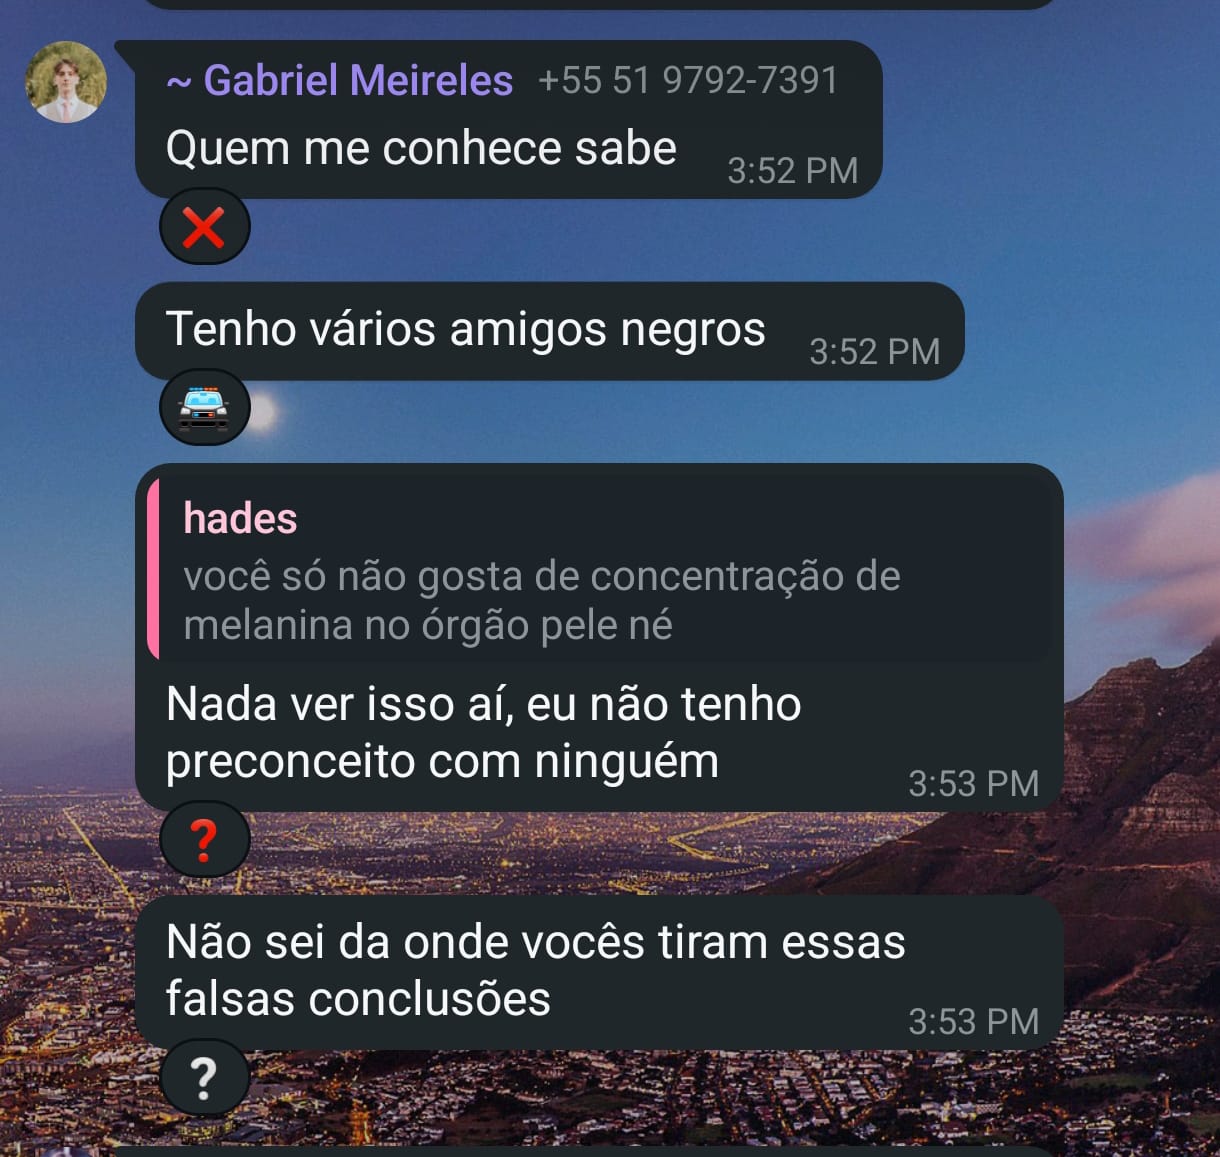 ~ Gabriel Meireles +55 51 9792-7391
Quem me conhece sabe
3:52 PM
Tenho vários amigos negros
3:52 PM
hades
você só não gosta de concentração de
melanina no órgão pele né
Nada ver isso aí, eu não tenho
preconceito com ninguém
3:53 PM
Não sei da onde vocês tiram essas
falsas conclusões
3:53 PM